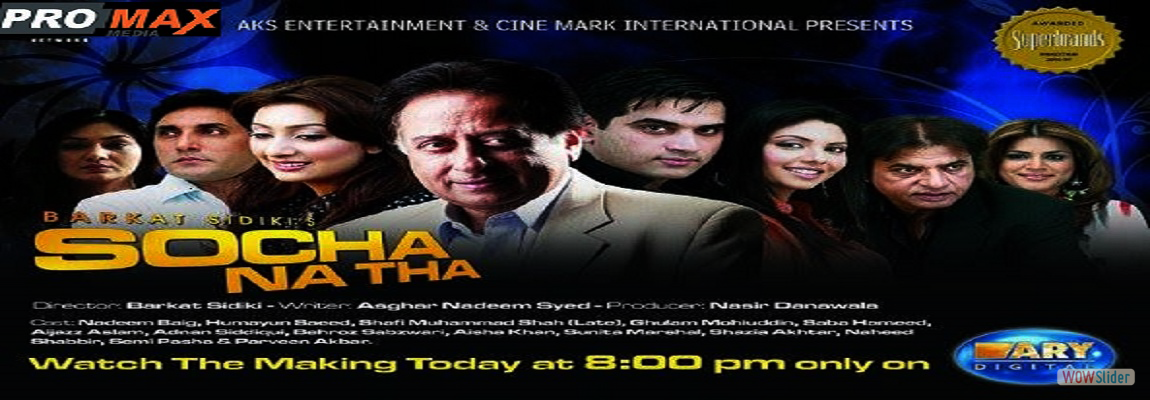 PRO MAX
MEDIA
NETWORK
AKS ENTERTAINMENT & CINE MARK INTERNATIONAL PRESENTS
AWARDED
Superbrands
BARKAT SIDIKI'S
SOCHA
NA THA
Director: Barkat Sidiki - Writer: Asghar Nadeem Syed - Producer: Nasir Danawala
Cast: Nadeem Baig, Humayun Saeed, Shafi Muhammad Shah (Late), Ghulam Mohiuddin, Saba Hameed,
Aijazz Aslam, Adnan Siddiqui, Behroz Sabzwari, Aisha Khan, Sunita Marshal, Shazia Akhtar, Naheed
Shabbir, Semi Pasha & Parveen Akbar.
Watch The Making Today at 8:00 pm only on
ARY
DIGITAL
WOWSlider